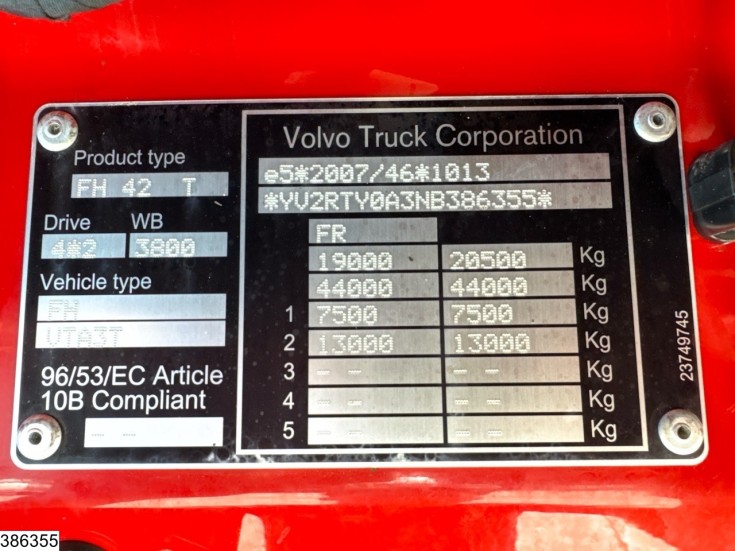 Volvo Truck Corporation
Product type
FH 42 T
Drive WB
4*2 3800
Vehicle type
FH
VTA3T
96/53/EC Article
10B Compliant
-- --
e5*2007/46*1013
*YV2RTY0A3NB386355*
FR
19000 20500 Kg
44000 44000 Kg
1 7500 7500 Kg
2 13000 13000 Kg
3 -- -- -- -- Kg
4 -- -- -- -- Kg
5 -- -- -- -- Kg
23749745
386355